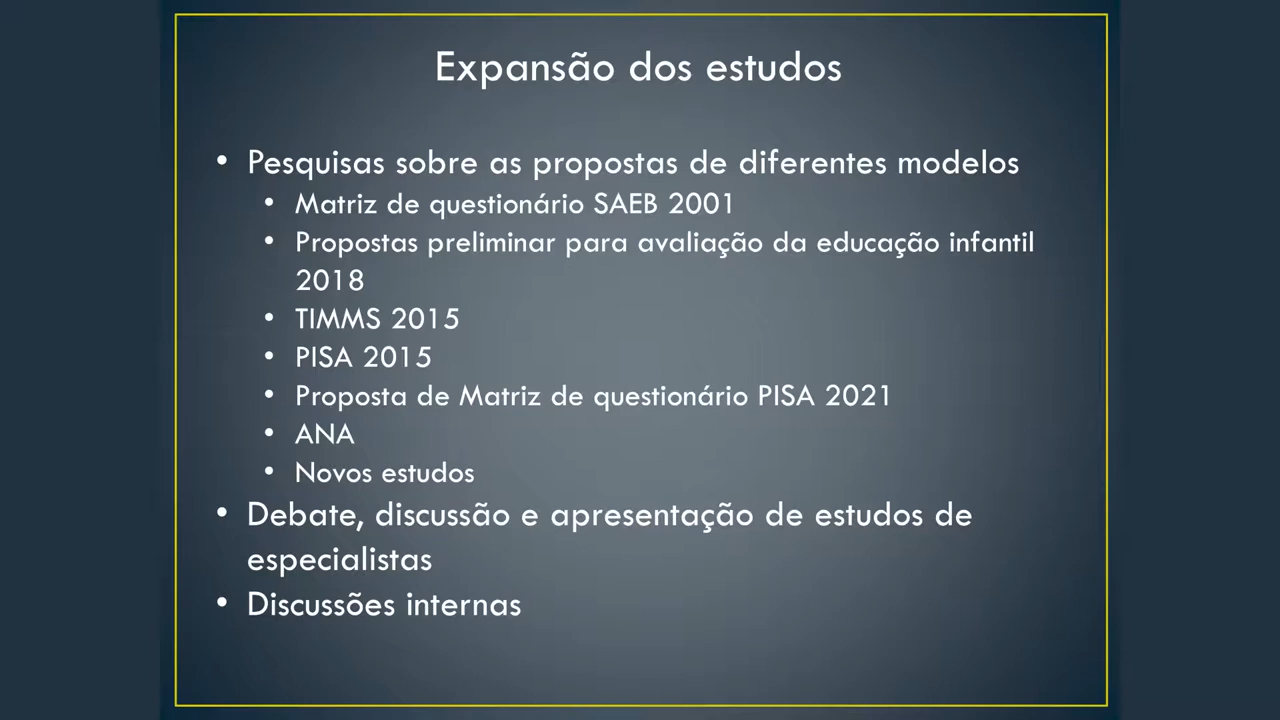 Expansão dos estudos
• Pesquisas sobre as propostas de diferentes modelos
• Matriz de questionário SAEB 2001
• Propostas preliminar para avaliação da educação infantil
2018
• TIMMS 2015
• PISA 2015
• Proposta de Matriz de questionário PISA 2021
• ANA
• Novos estudos
• Debate, discussão e apresentação de estudos de
especialistas
• Discussões internas